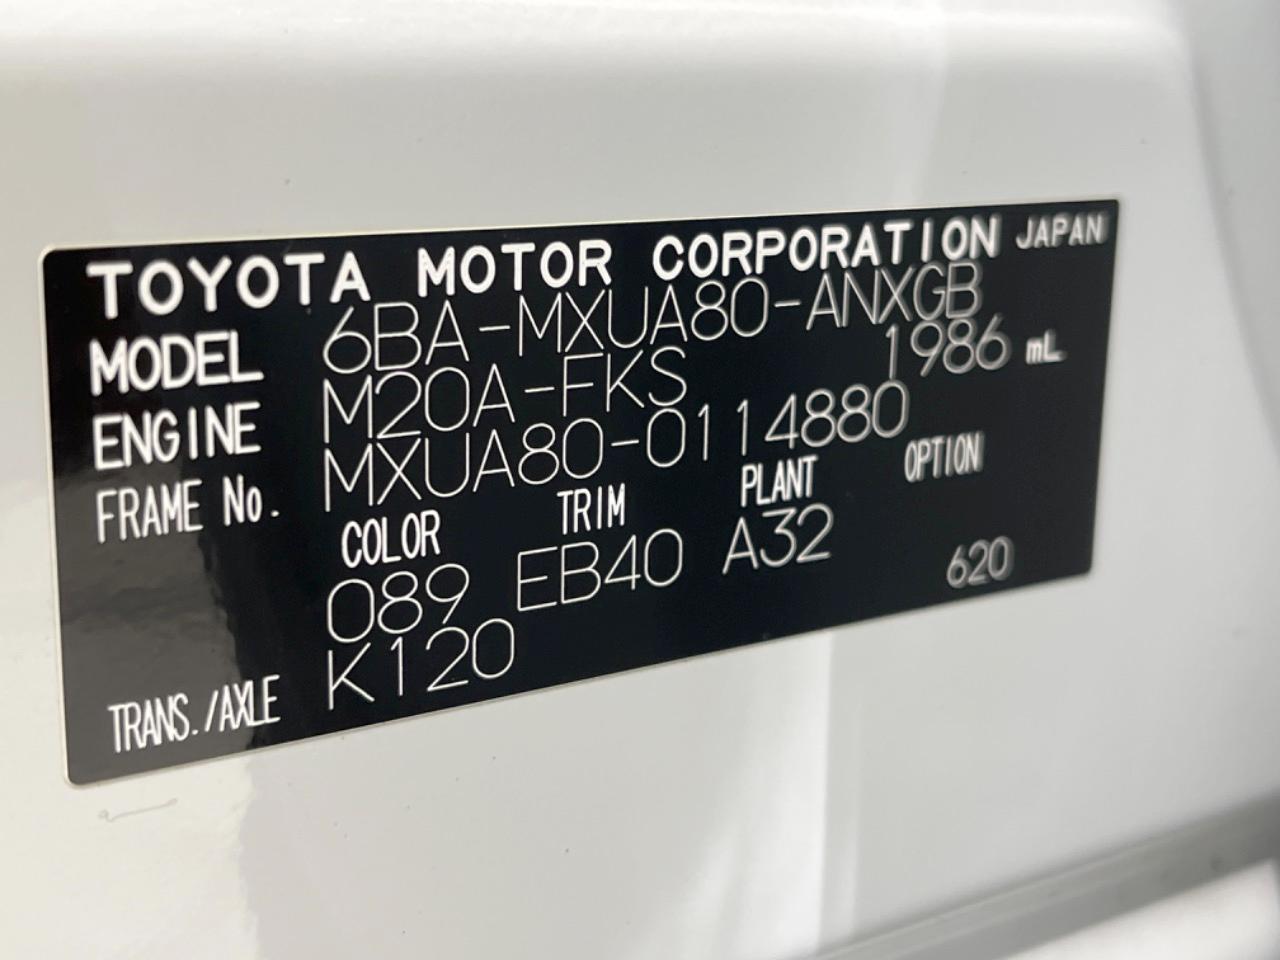 TOYOTA MOTOR CORPORATION JAPAN
MODEL 6BA-MXUA80-ANXGB
ENGINE M20A-FKS 1986 mL
FRAME No. MXUA80-0114880
COLOR TRIM PLANT OPTION
089 EB40 A32 620
TRANS./AXLE K120